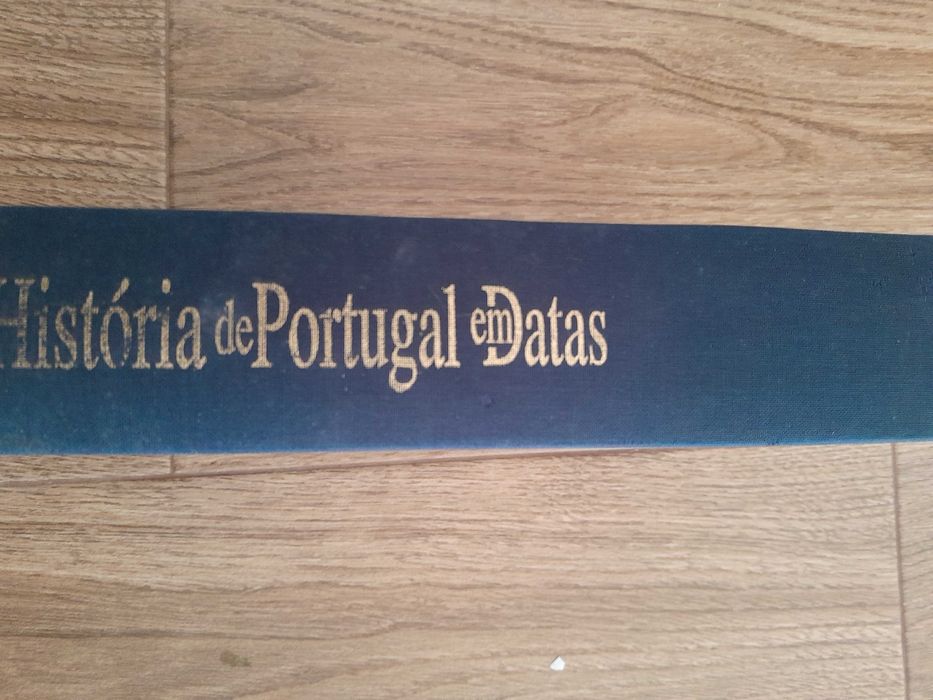 História de Portugal em Datas